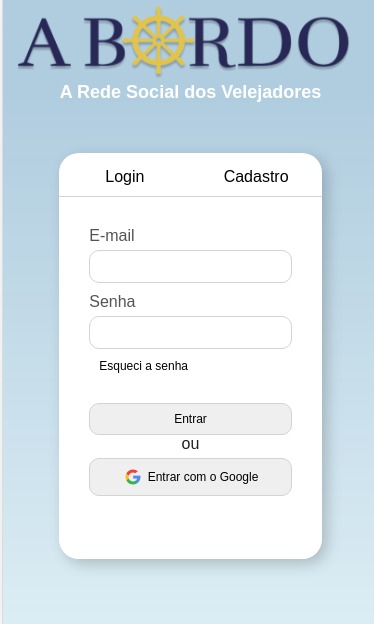 A BORDO
A Rede Social dos Velejadores
Login Cadastro
E-mail
Senha
Esqueci a senha
Entrar
ou
Entrar com o Google